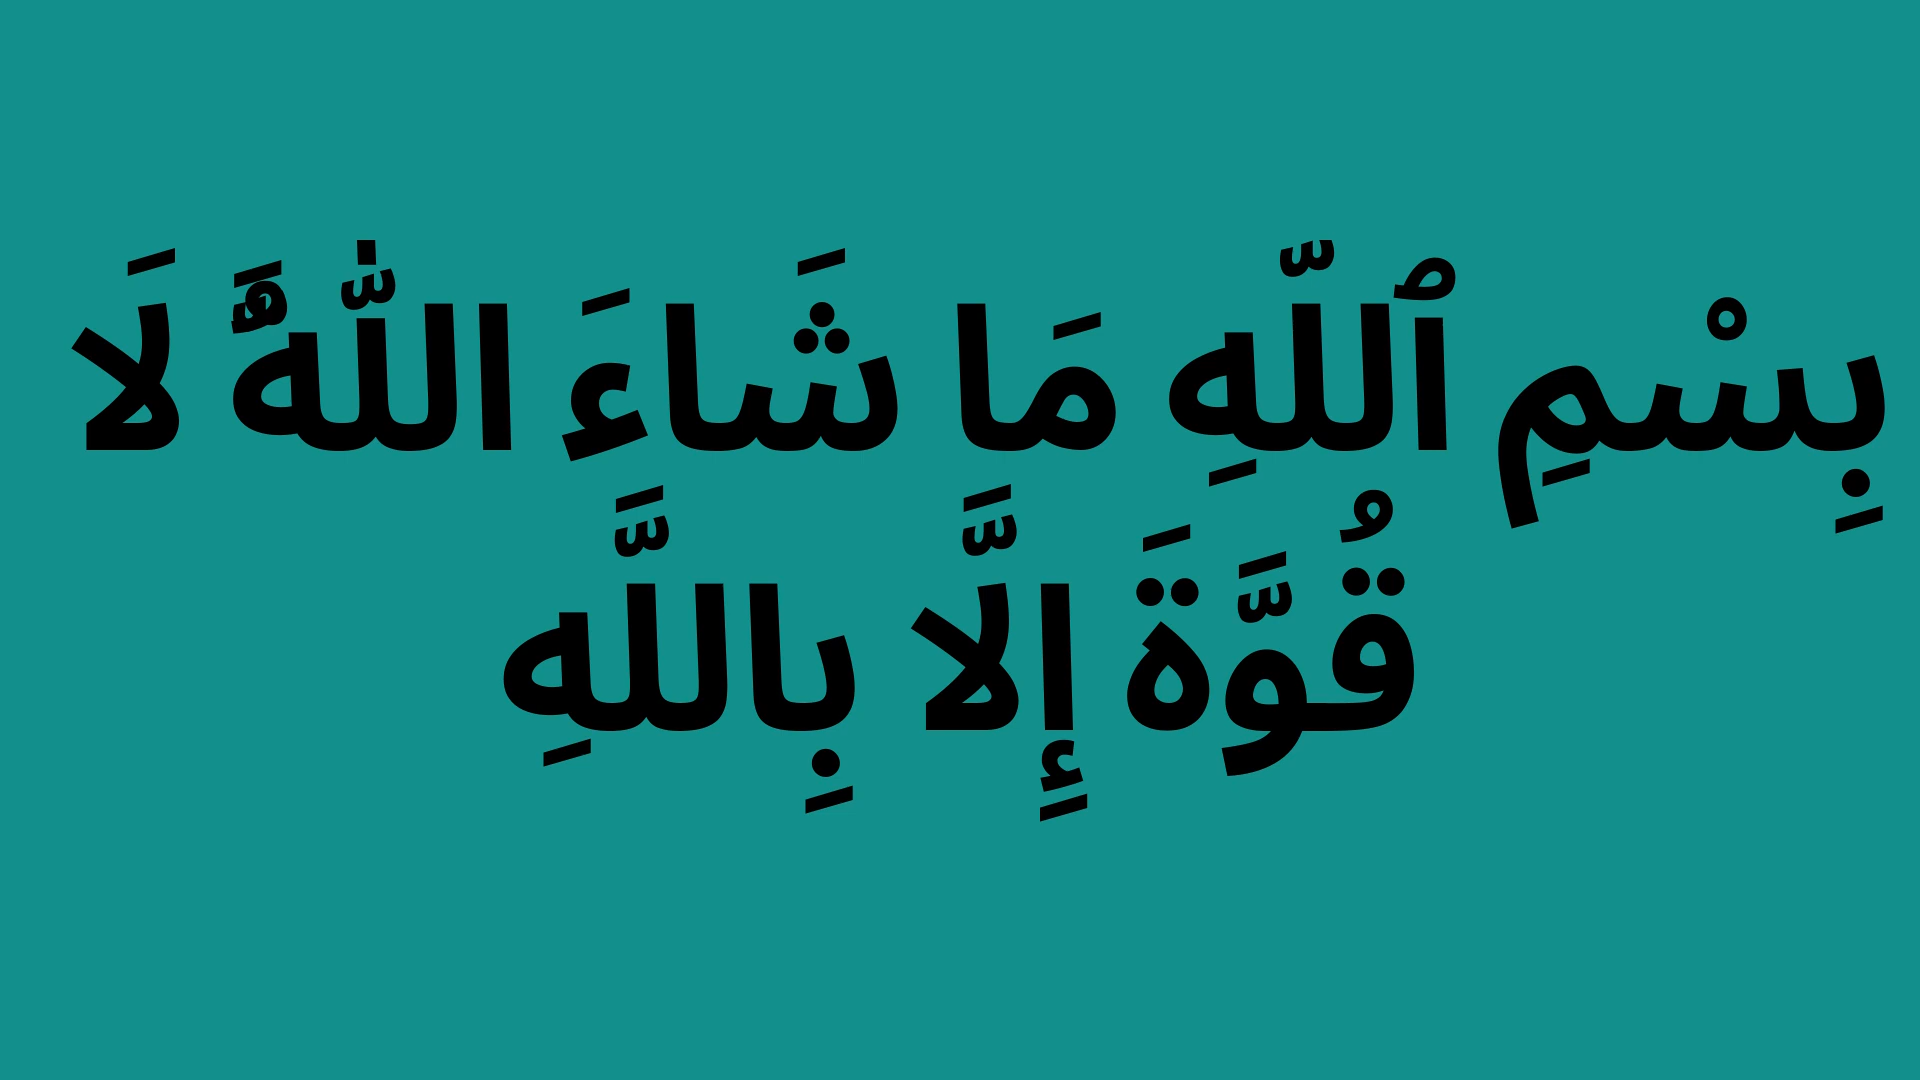 بِسْمِ ٱللّهِ مَا شَاءَ اللّٰهَُّ لَا
قُوَّةَ إِلَّا بِاللَّهِ